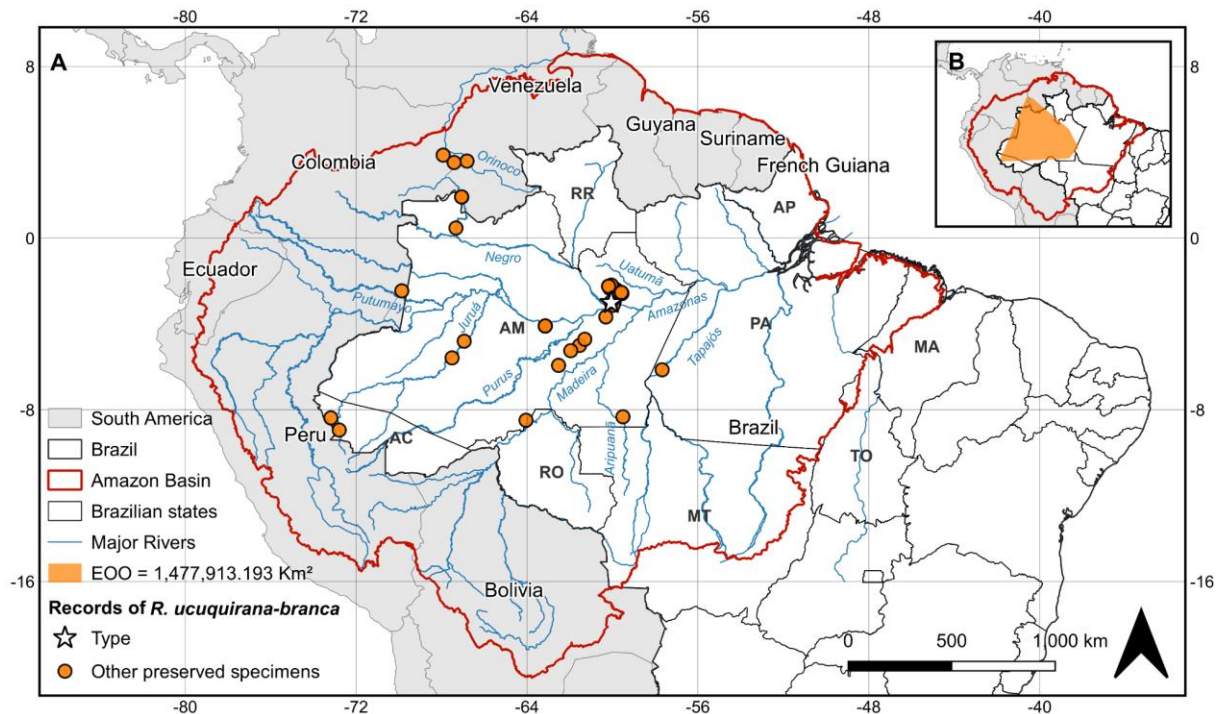 -80 -72 -64 -56 -48 -40
A
B
8 8
Venezuela
Guyana
Suriname
French Guiana
Colombia
Orinoco
RR
AP
0 0
Ecuador
Negro
Uatumã
Putumayo
Amazonas
Juruá
AM
PA
Tapajós
MA
Purus
Madeira
-8 -8
South America
Peru
AC
Brazil
Brazil
Aripuanã
TO
Amazon Basin
RO
Brazilian states
MT
Major Rivers
EOO = 1,477,913.193 Km²
-16 -16
Bolivia
Records of R. ucuquirana-branca
Type
0 500 1.000 km
Other preserved specimens
-80 -72 -64 -56 -48 -40